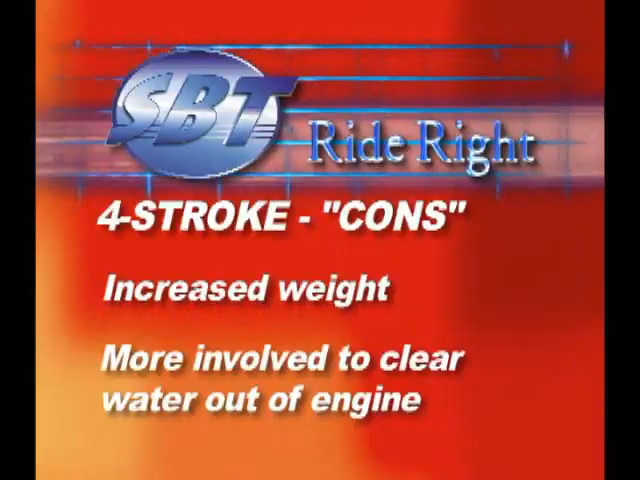 SBT
Ride Right
4-STROKE - "CONS"
Increased weight
More involved to clear
water out of engine